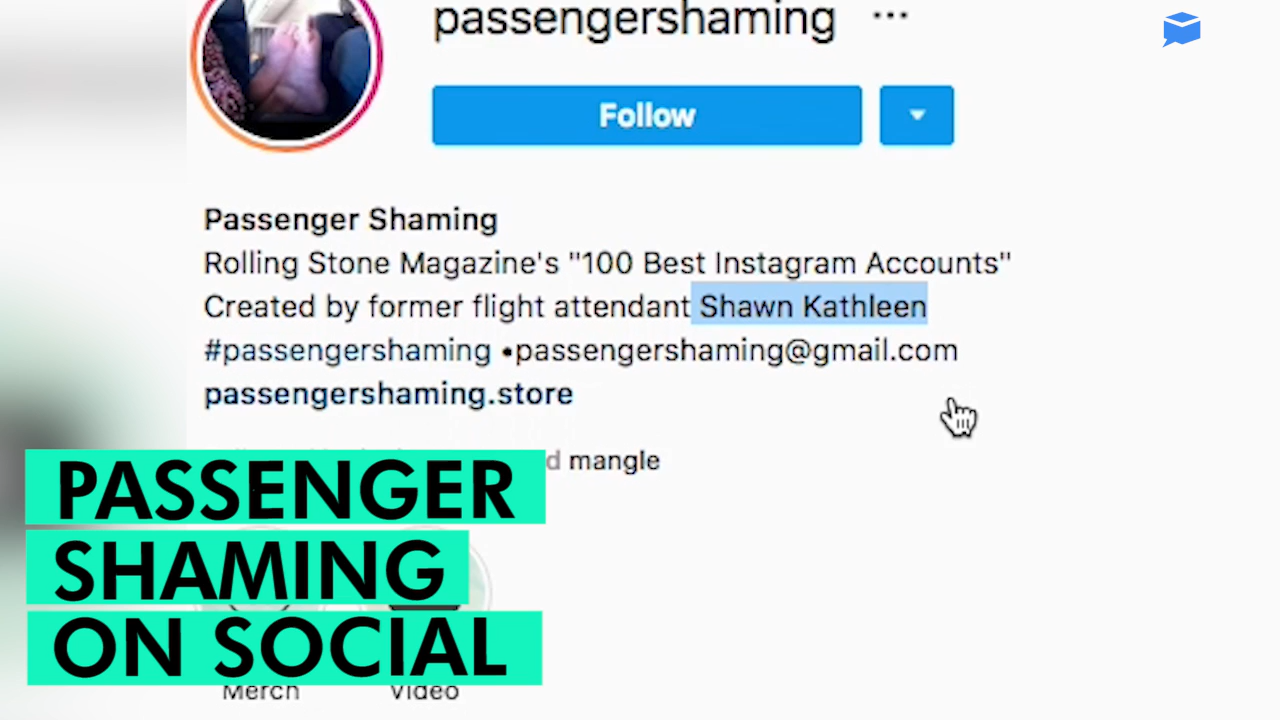 passengershaming ...
Follow
Passenger Shaming
Rolling Stone Magazine's "100 Best Instagram Accounts"
Created by former flight attendant Shawn Kathleen
#passengershaming •passengershaming@gmail.com
passengershaming.store
d mangle
PASSENGER
SHAMING
ON SOCIAL
Merch Video